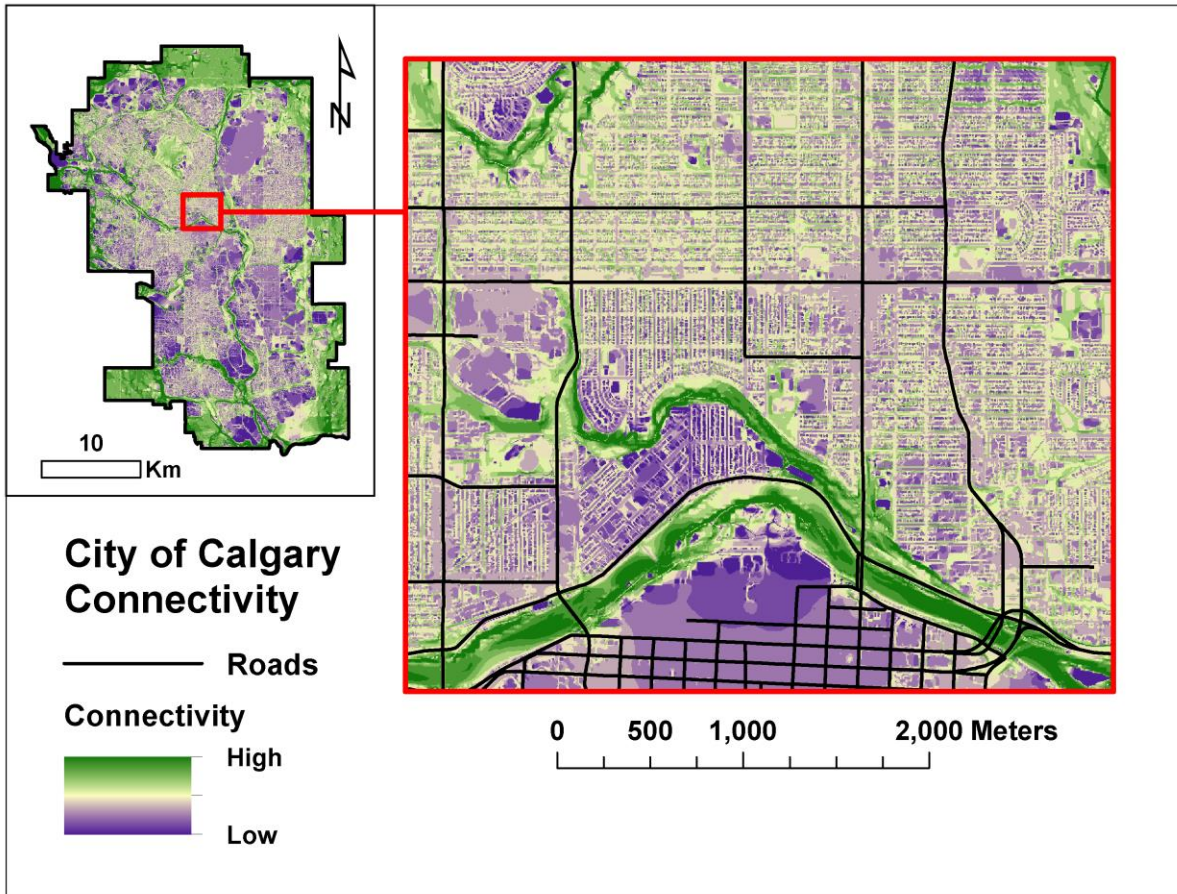 N
10
Km
City of Calgary
Connectivity
Roads
Connectivity
High
Low
0 500 1,000 2,000 Meters